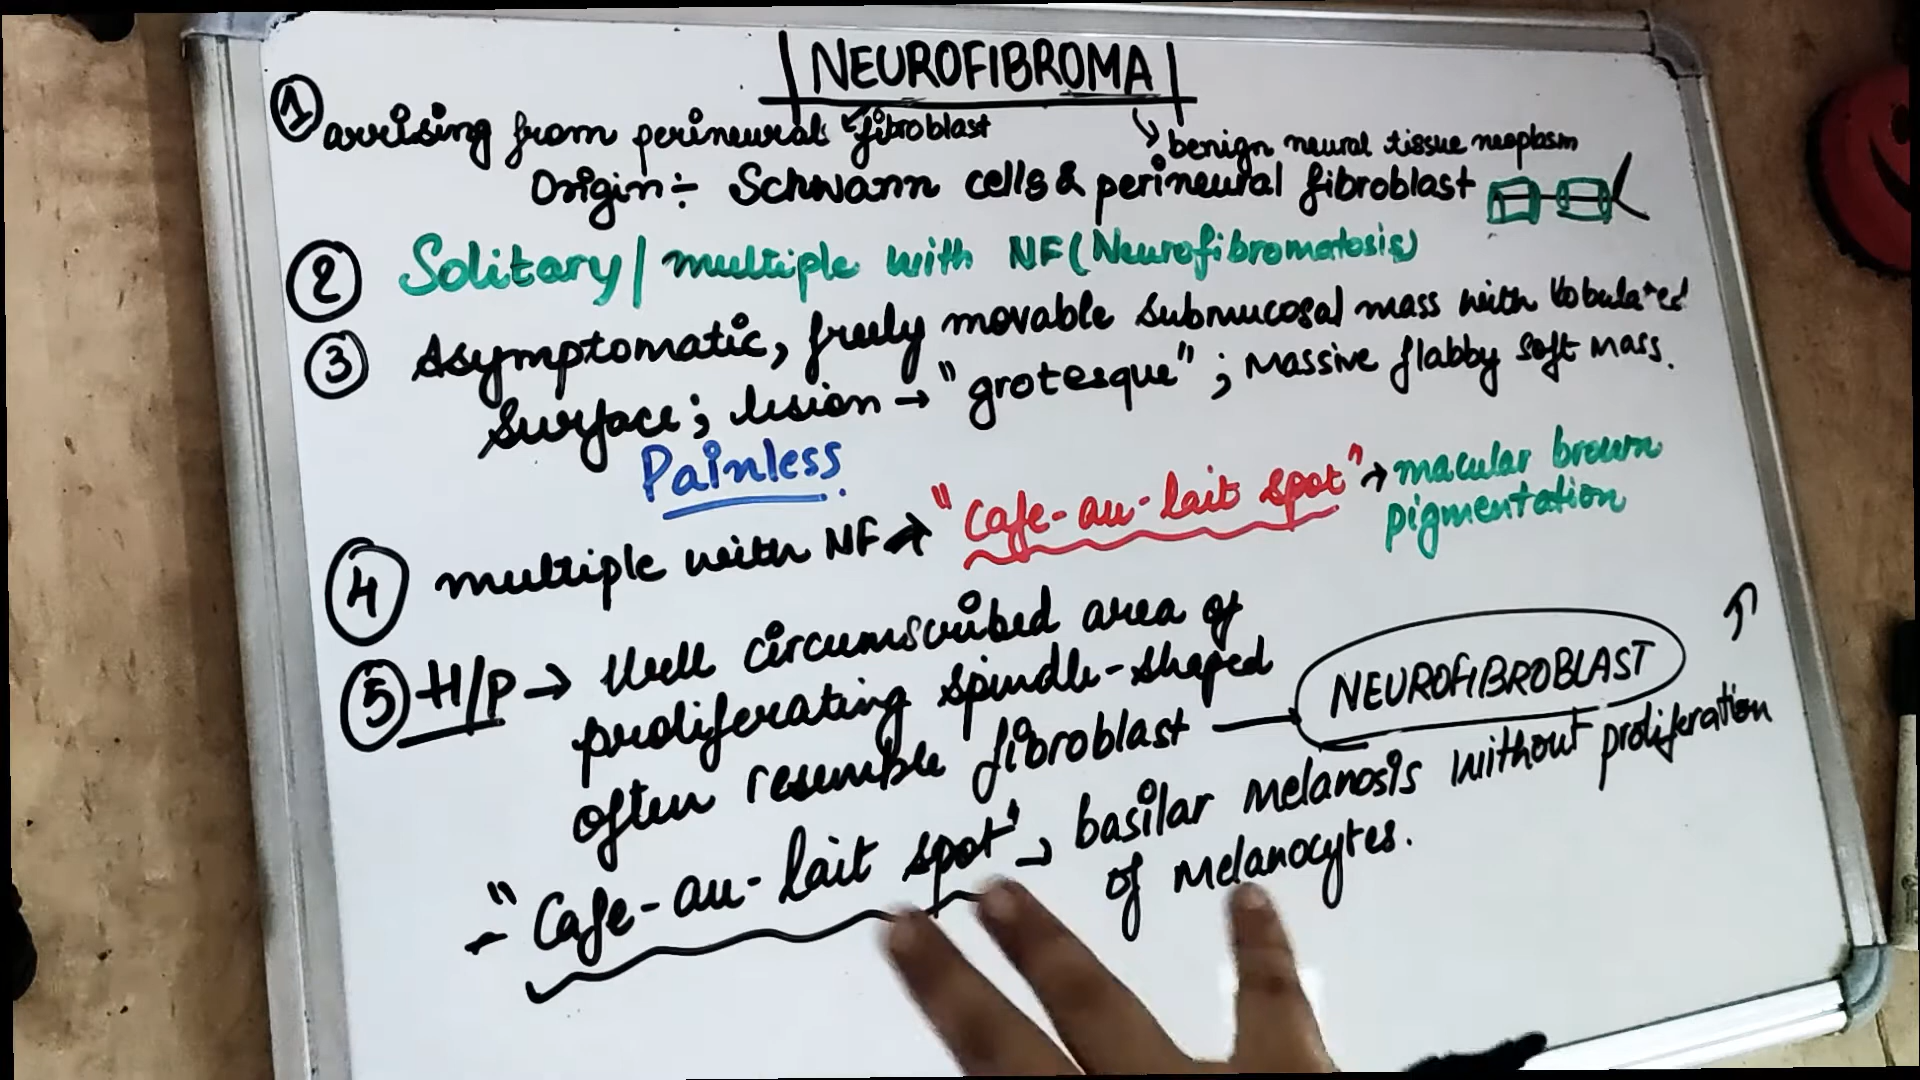 NEUROFIBROMA
① arrising from perineural fibroblast
benign neural tissue neoplasm
Origin ÷ Schwann cells & perineural fibroblast
② Solitary/ multiple with NF (Neurofibromatosis)
③ Asymptomatic, freely movable submucosal mass with lobulated
surface; lesion → "grotesque"; Massive flabby soft mass.
Painless.
④ multiple with NF → "Cafe-au-lait spot" → macular brown
pigmentation
⑤ H/P → Well circumscribed area of
proliferating spindle-shaped
often resemble fibroblast — NEUROFIBROBLAST
- "Cafe-au-lait spot" → basilar melanosis without proliferation
of melanocytes.